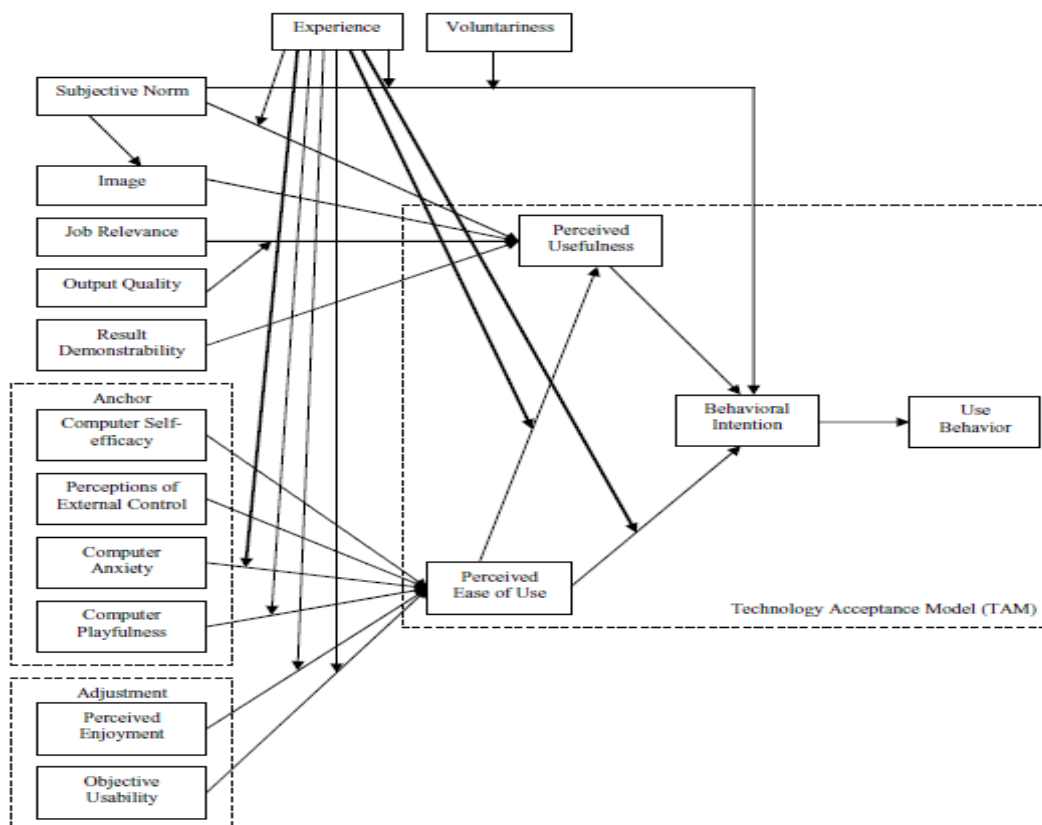 Experience
Voluntariness
Subjective Norm
Image
Job Relevance
Output Quality
Result
Demonstrability
Perceived
Usefulness
Anchor
Computer Self-
efficacy
Perceptions of
External Control
Computer
Anxiety
Computer
Playfulness
Behavioral
Intention
Use
Behavior
Perceived
Ease of Use
Technology Acceptance Model (TAM)
Adjustment
Perceived
Enjoyment
Objective
Usability